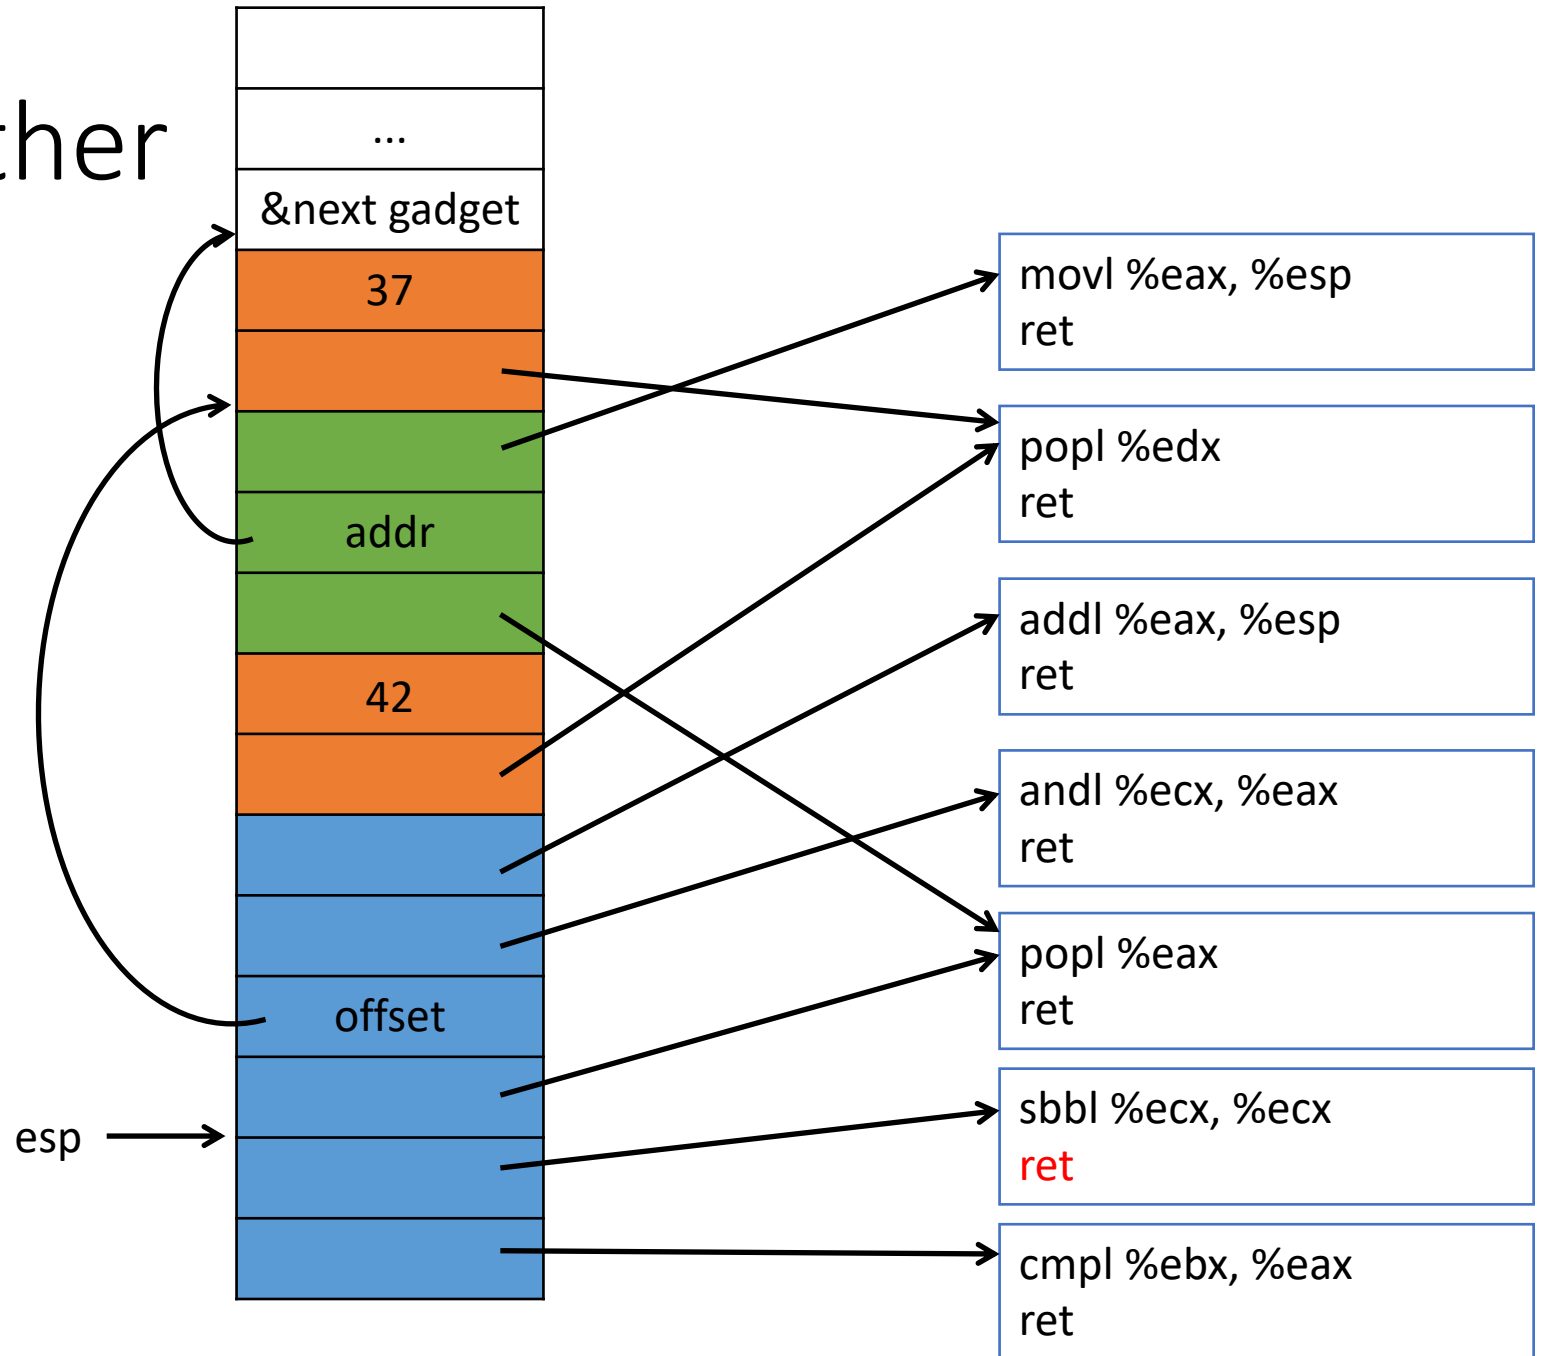 ...
&next gadget
37
addr
42
offset
esp
movl %eax, %esp
ret
popl %edx
ret
addl %eax, %esp
ret
andl %ecx, %eax
ret
popl %eax
ret
sbbl %ecx, %ecx
ret
cmpl %ebx, %eax
ret